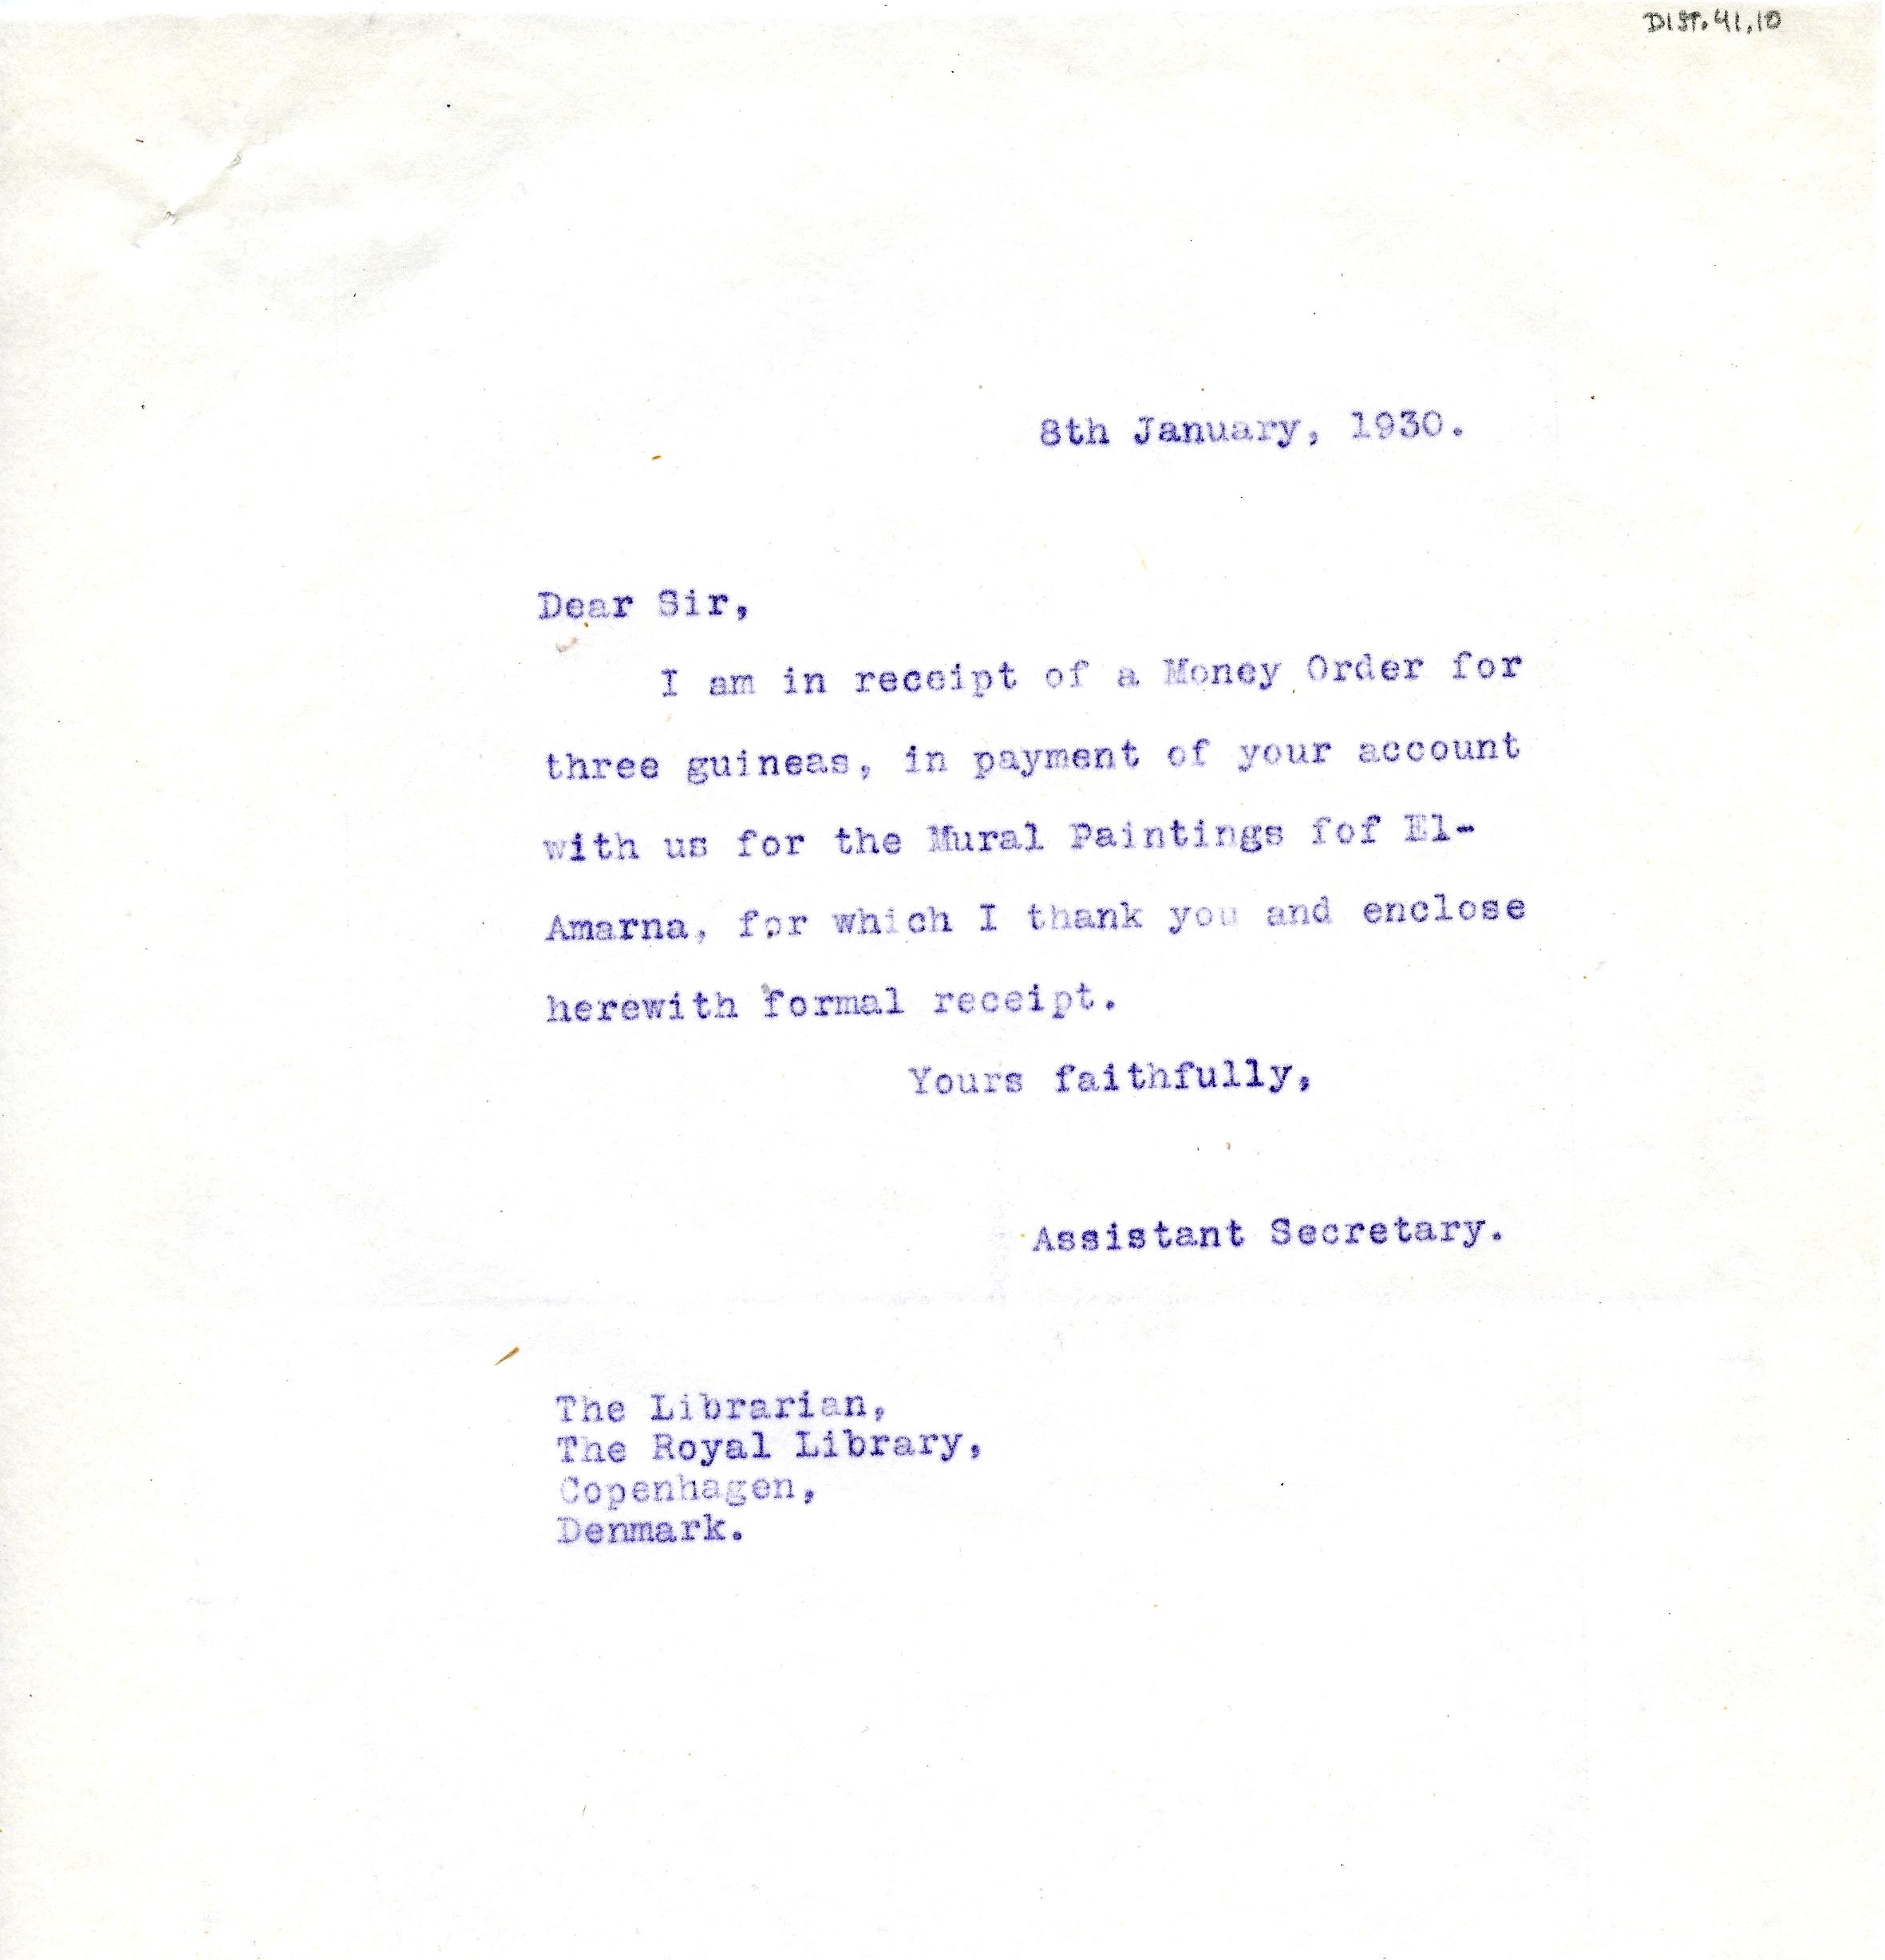 DIST.41.10
8th January, 1930.
Dear Sir,
I am in receipt of a Money Order for
three guineas, in payment of your account
with us for the Mural Paintings fof El-
Amarna, for which I thank you and enclose
herewith formal receipt.
Yours faithfully,
Assistant Secretary.
The Librarian,
The Royal Library,
Copenhagen,
Denmark.